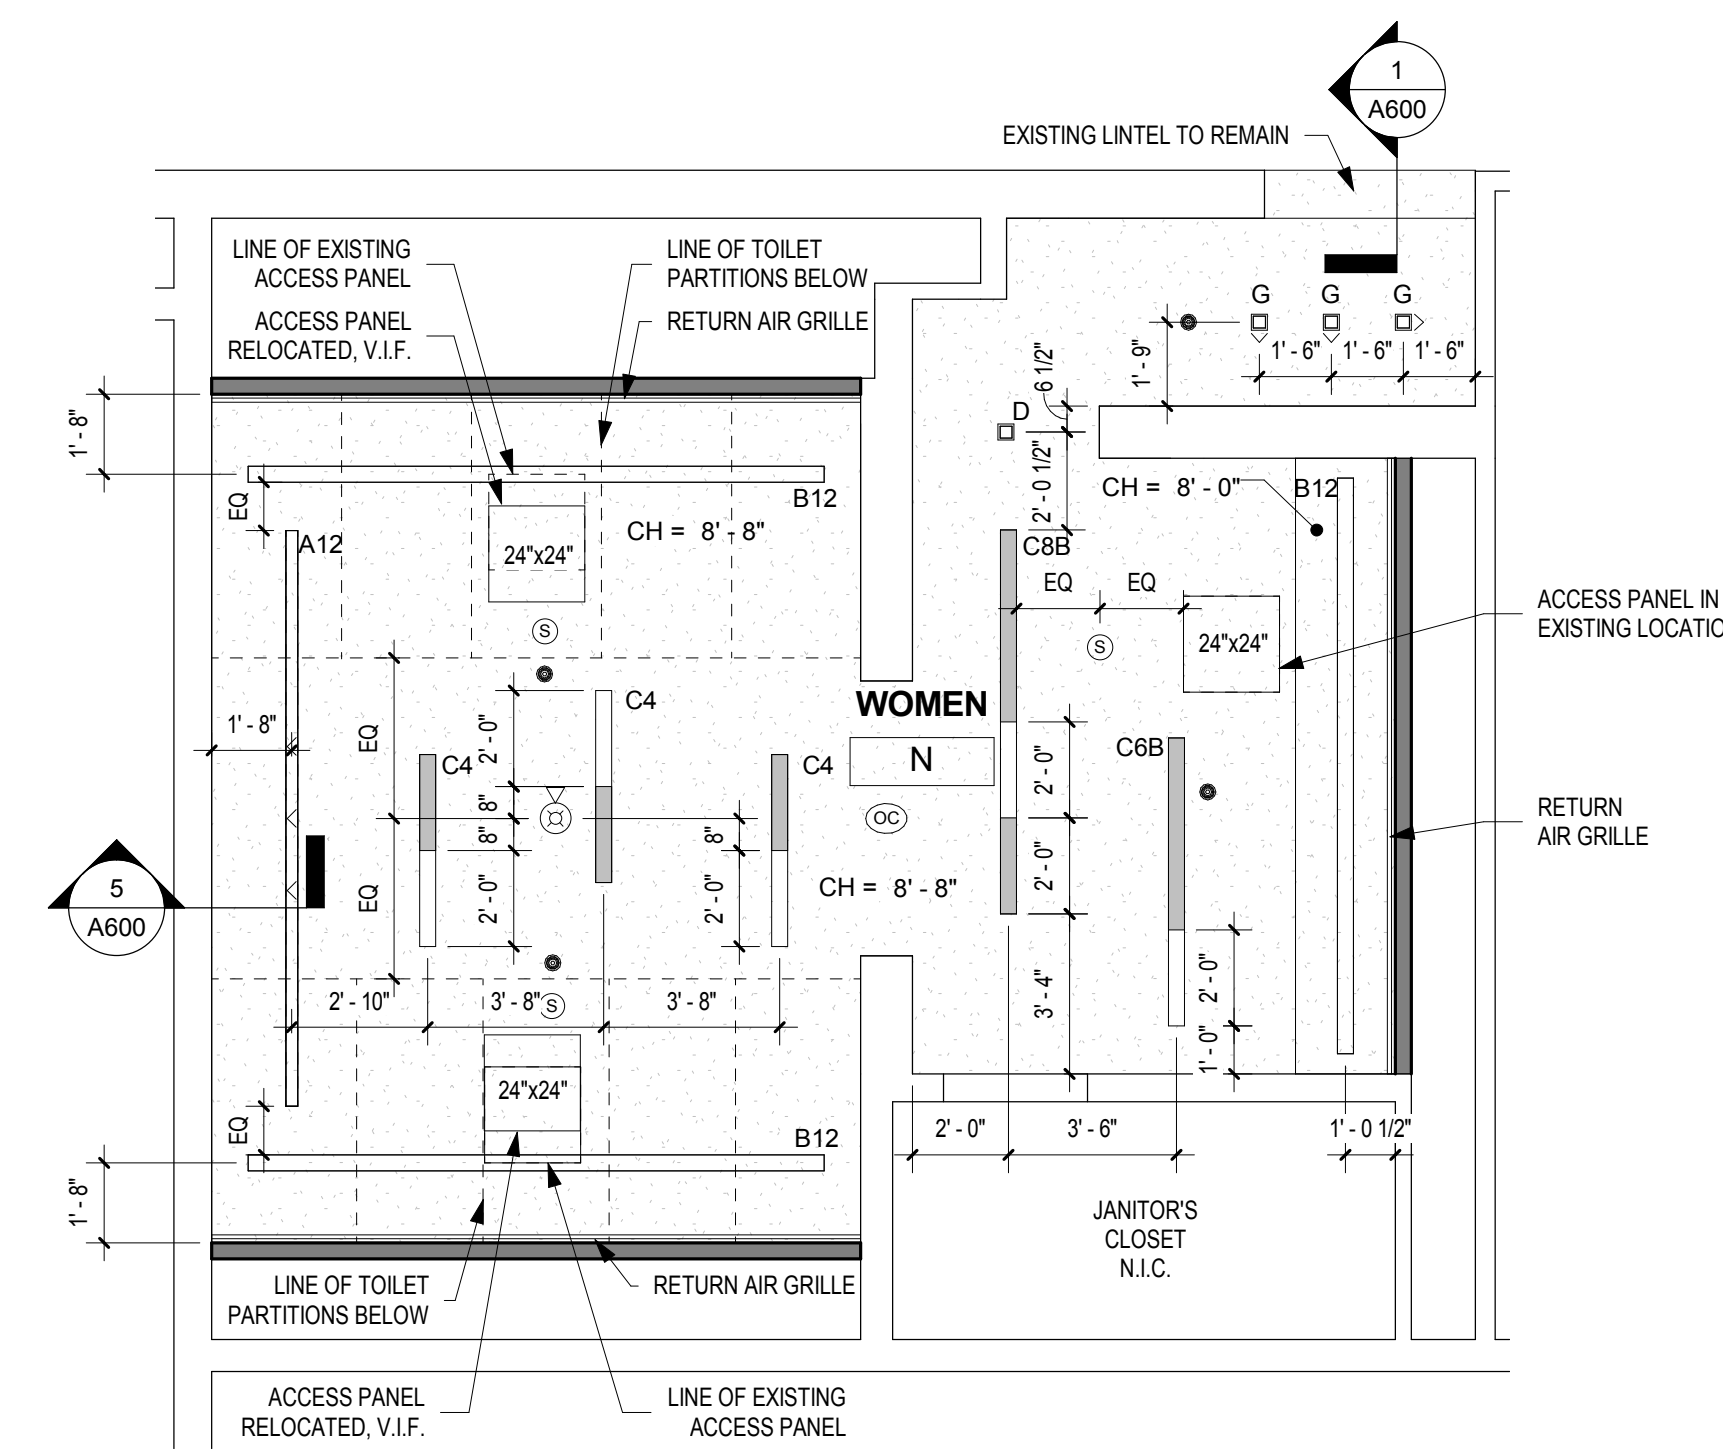 1
A600
EXISTING LINTEL TO REMAIN
LINE OF EXISTING
ACCESS PANEL
LINE OF TOILET
PARTITIONS BELOW
ACCESS PANEL
RELOCATED, V.I.F.
RETURN AIR GRILLE
G
G
G
1' - 6"
1' - 6"
1' - 6"
1' - 9"
6 1/2"
D
1' - 8"
2' - 0 1/2"
EQ
B12
CH = 8' - 8"
24"x24"
A12
S
CH = 8' - 0"
B12
C8B
EQ
EQ
S
24"x24"
ACCESS PANEL IN
EXISTING LOCATIO
WOMEN
N
OC
CH = 8' - 8"
C4
C4
C4
1' - 8"
EQ
EQ
2' - 0"
8"
8"
2' - 0"
8"
2' - 0"
2' - 0"
2' - 0"
3' - 4"
C6B
2' - 0"
1' - 0"
RETURN
AIR GRILLE
5
A600
2' - 10"
3' - 8"
S
3' - 8"
24"x24"
EQ
B12
1' - 8"
2' - 0"
3' - 6"
1' - 0 1/2"
JANITOR'S
CLOSET
N.I.C.
LINE OF TOILET
PARTITIONS BELOW
RETURN AIR GRILLE
ACCESS PANEL
RELOCATED, V.I.F.
LINE OF EXISTING
ACCESS PANEL